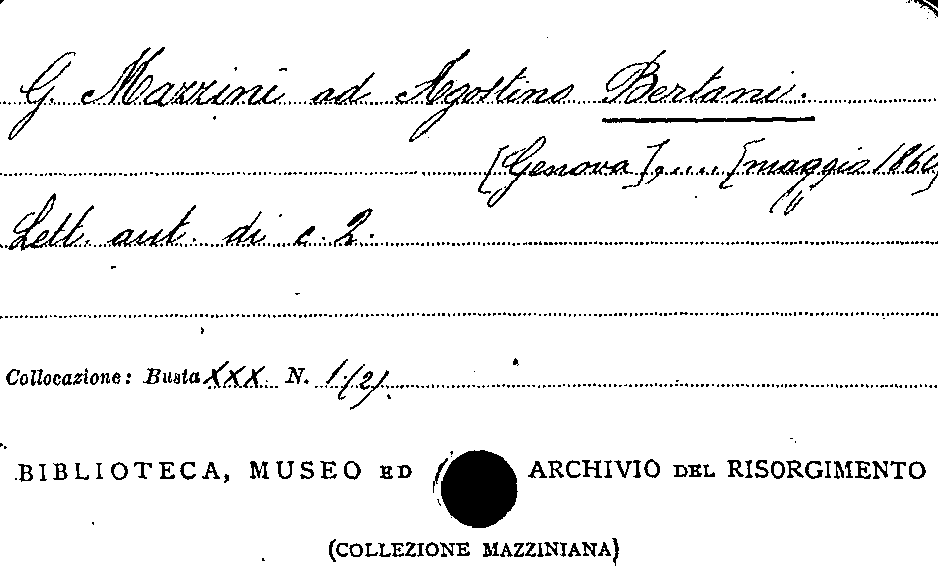 G. Mazzini ad Agostino Bertani.
[Genova],.... [maggio 1860]
Lett. aut. di c. 2.
Collocazione: Busta XXX N. 1.(2).
BIBLIOTECA, MUSEO ED ARCHIVIO DEL RISORGIMENTO
(COLLEZIONE MAZZINIANA)